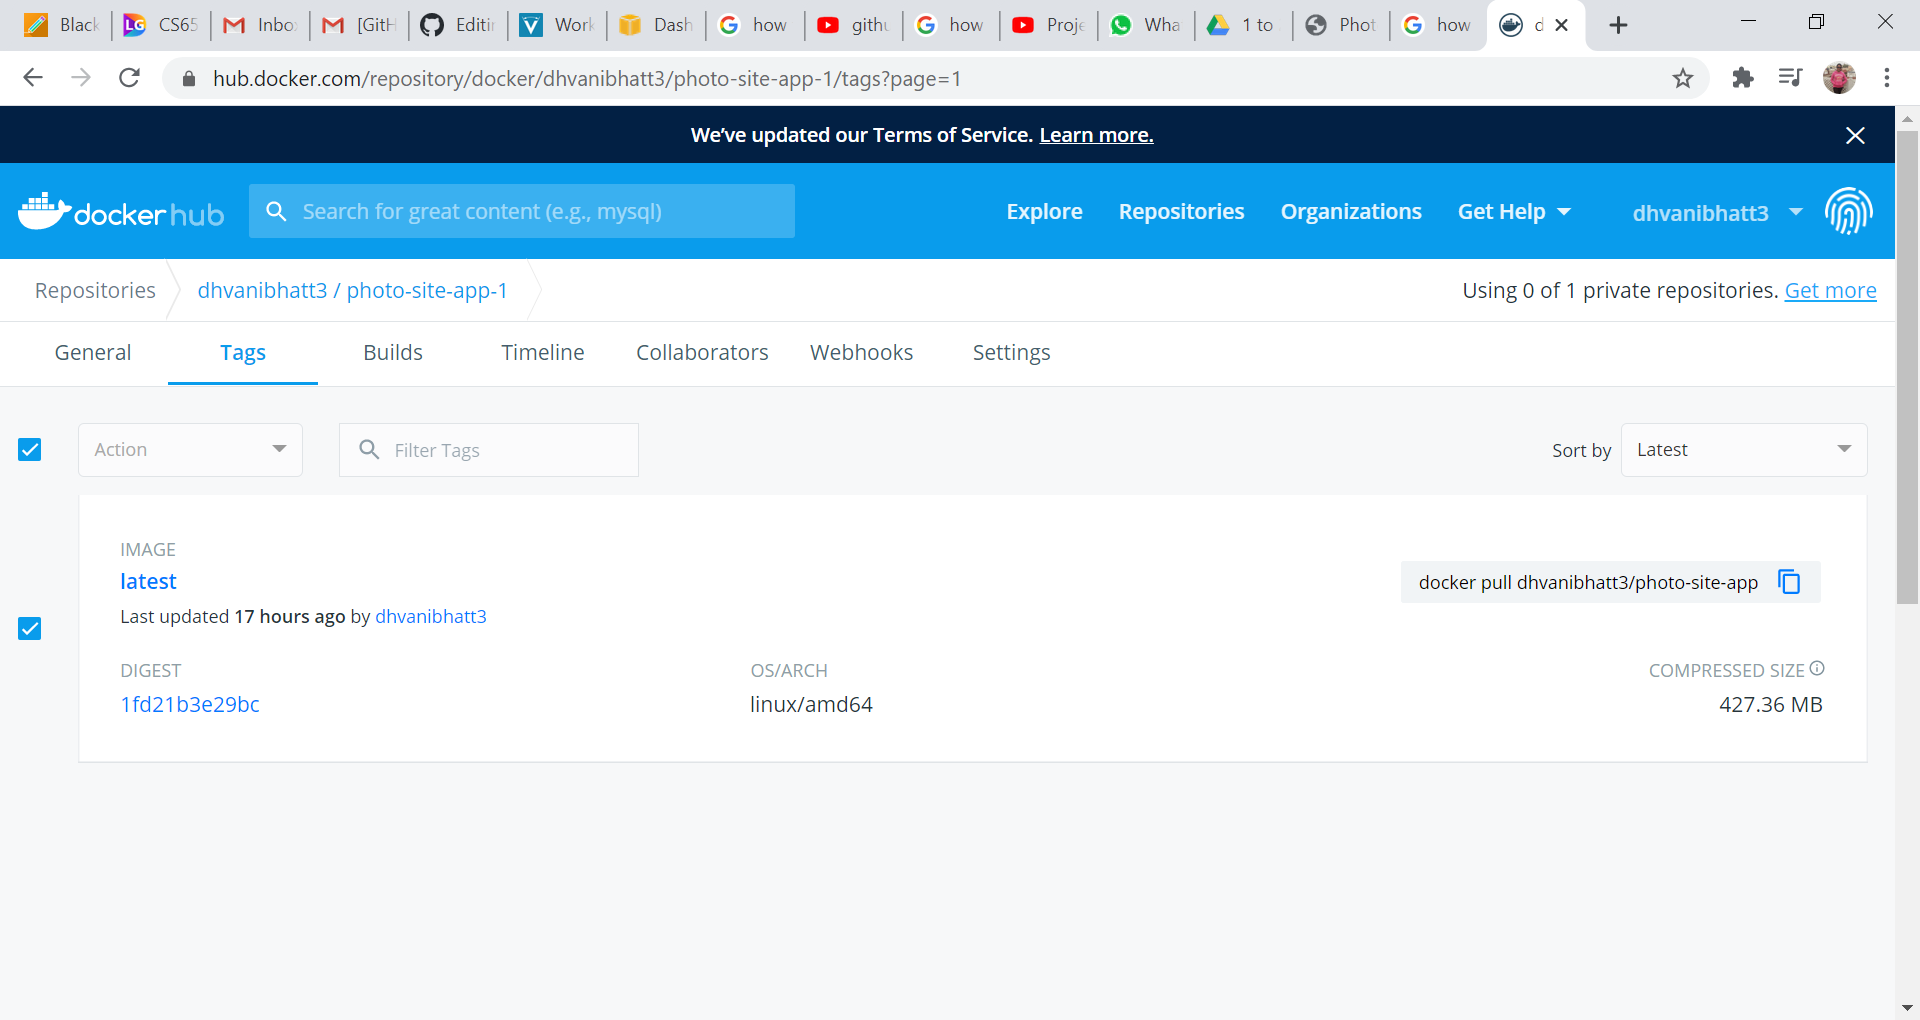 Black
CS65
Inbo
[GitH
Editin
Work
Dash
how
githu
how
Proje
Wha
1 to
Phot
how
d
hub.docker.com/repository/docker/dhvanibhatt3/photo-site-app-1/tags?page=1
We've updated our Terms of Service. Learn more.
docker hub
Search for great content (e.g., mysql)
Explore
Repositories
Organizations
Get Help
dhvanibhatt3
Repositories
dhvanibhatt3 / photo-site-app-1
Using 0 of 1 private repositories. Get more
General
Tags
Builds
Timeline
Collaborators
Webhooks
Settings
Action
Filter Tags
Sort by
Latest
IMAGE
latest
docker pull dhvanibhatt3/photo-site-app
Last updated 17 hours ago by dhvanibhatt3
DIGEST
OS/ARCH
COMPRESSED SIZE
1fd21b3e29bc
linux/amd64
427.36 MB